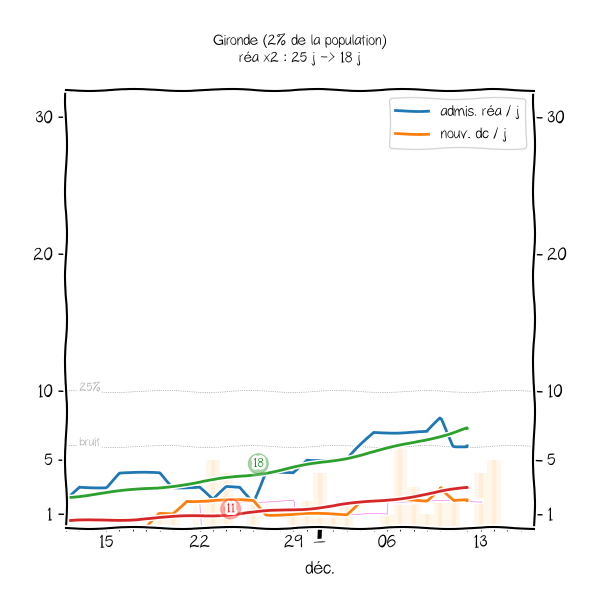 Gironde (2% de la population)
réa x2 : 25 j -> 18 j
admis. réa / j
nouv. dc / j
30 30
20 20
10 10
25%
bruit
5 5
18
11
1 1
15 22 29 06 13
déc.